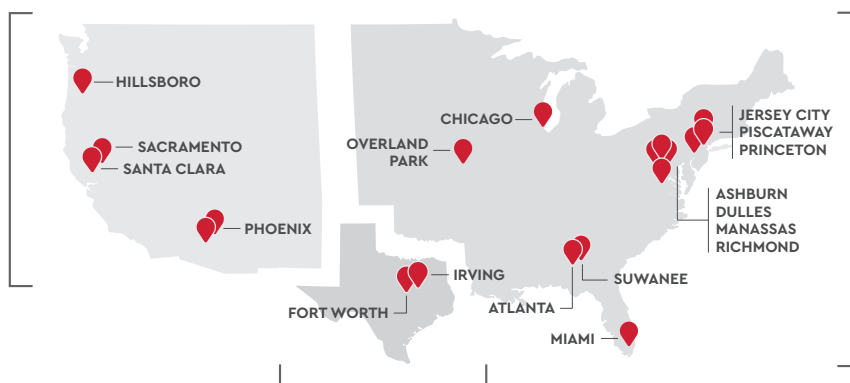 HILLSBORO
SACRAMENTO
SANTA CLARA
PHOENIX
CHICAGO
OVERLAND
PARK
IRVING
FORT WORTH
JERSEY CITY
PISCATAWAY
PRINCETON
ASHBURN
DULLES
MANASSAS
RICHMOND
SUWANEE
ATLANTA
MIAMI